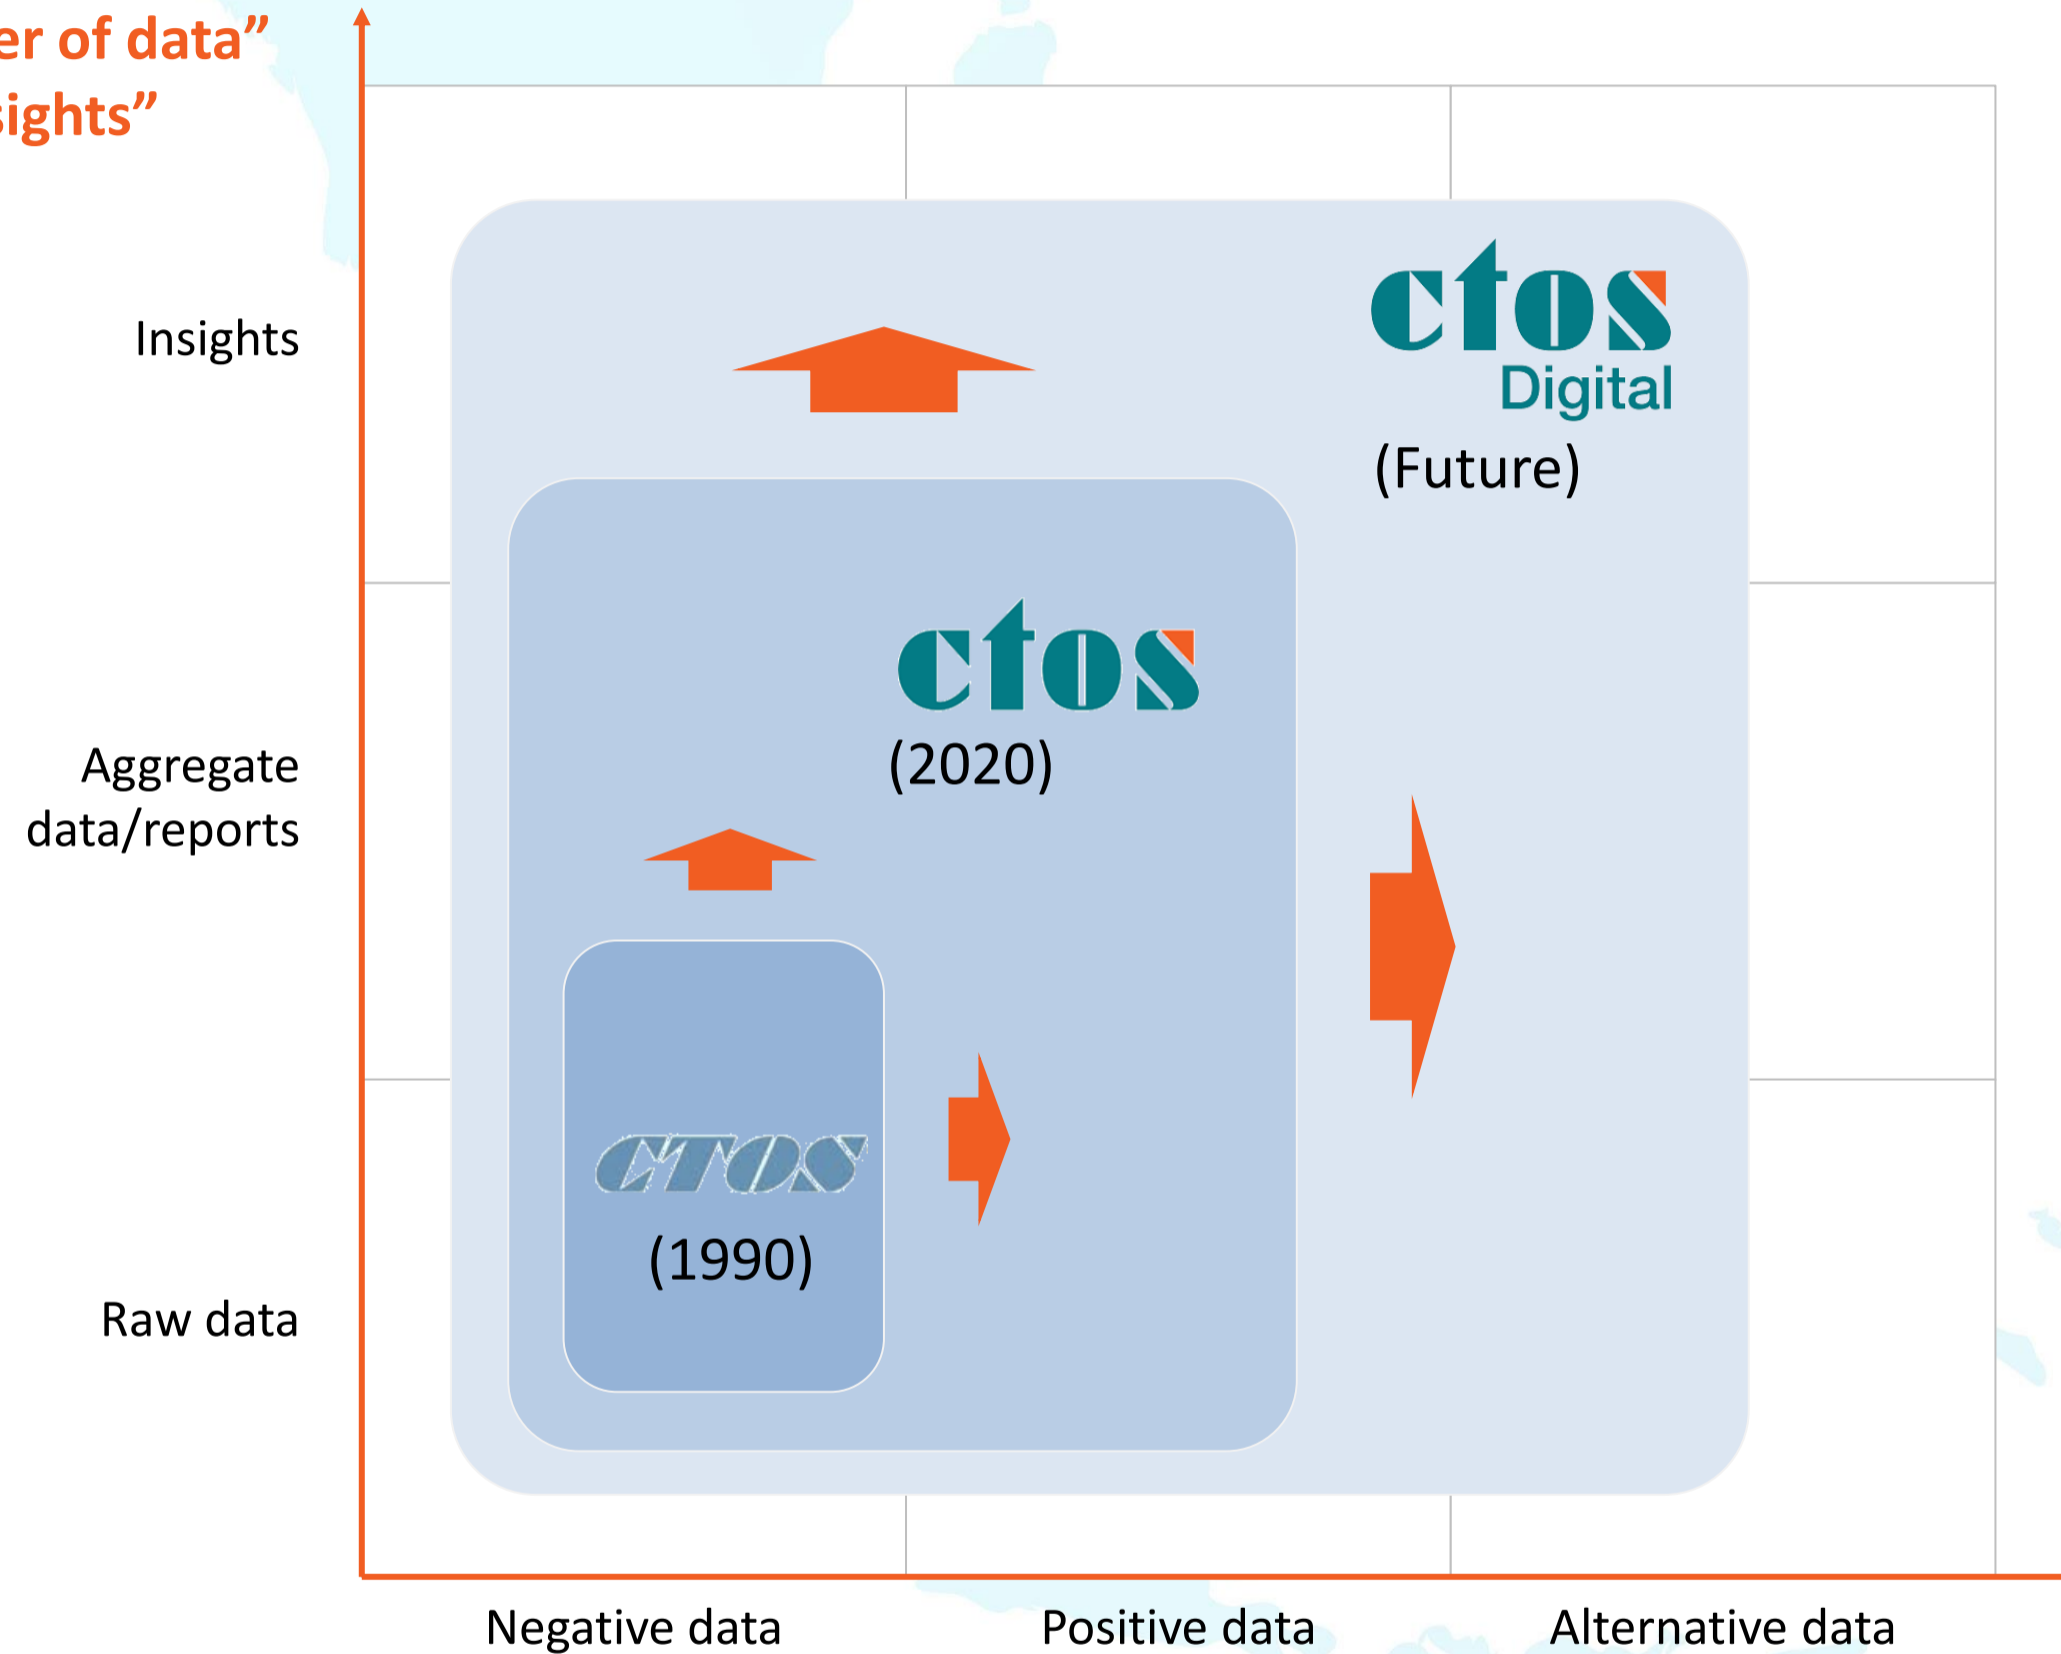 er of data”
sights”
Insights
ctos
Digital
(Future)
ctos
(2020)
Aggregate
data/reports
CTOS
(1990)
Raw data
Negative data
Positive data
Alternative data